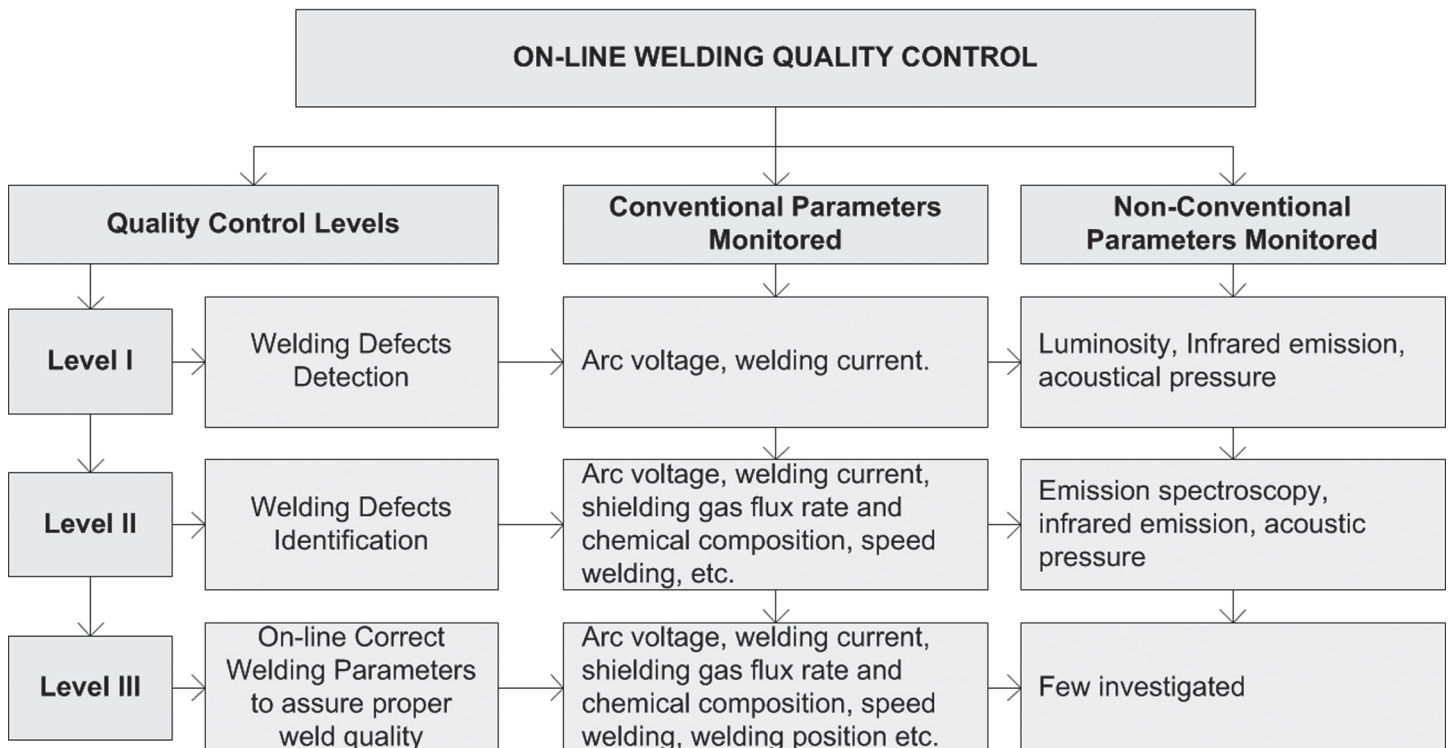 ON-LINE WELDING QUALITY CONTROL
Quality Control Levels
Conventional Parameters
Monitored
Non-Conventional
Parameters Monitored
Level I
Welding Defects
Detection
Arc voltage, welding current.
Luminosity, Infrared emission,
acoustical pressure
Level II
Welding Defects
Identification
Arc voltage, welding current,
shielding gas flux rate and
chemical composition, speed
welding, etc.
Emission spectroscopy,
infrared emission, acoustic
pressure
Level III
On-line Correct
Welding Parameters
to assure proper
weld quality
Arc voltage, welding current,
shielding gas flux rate and
chemical composition, speed
welding, welding position etc.
Few investigated